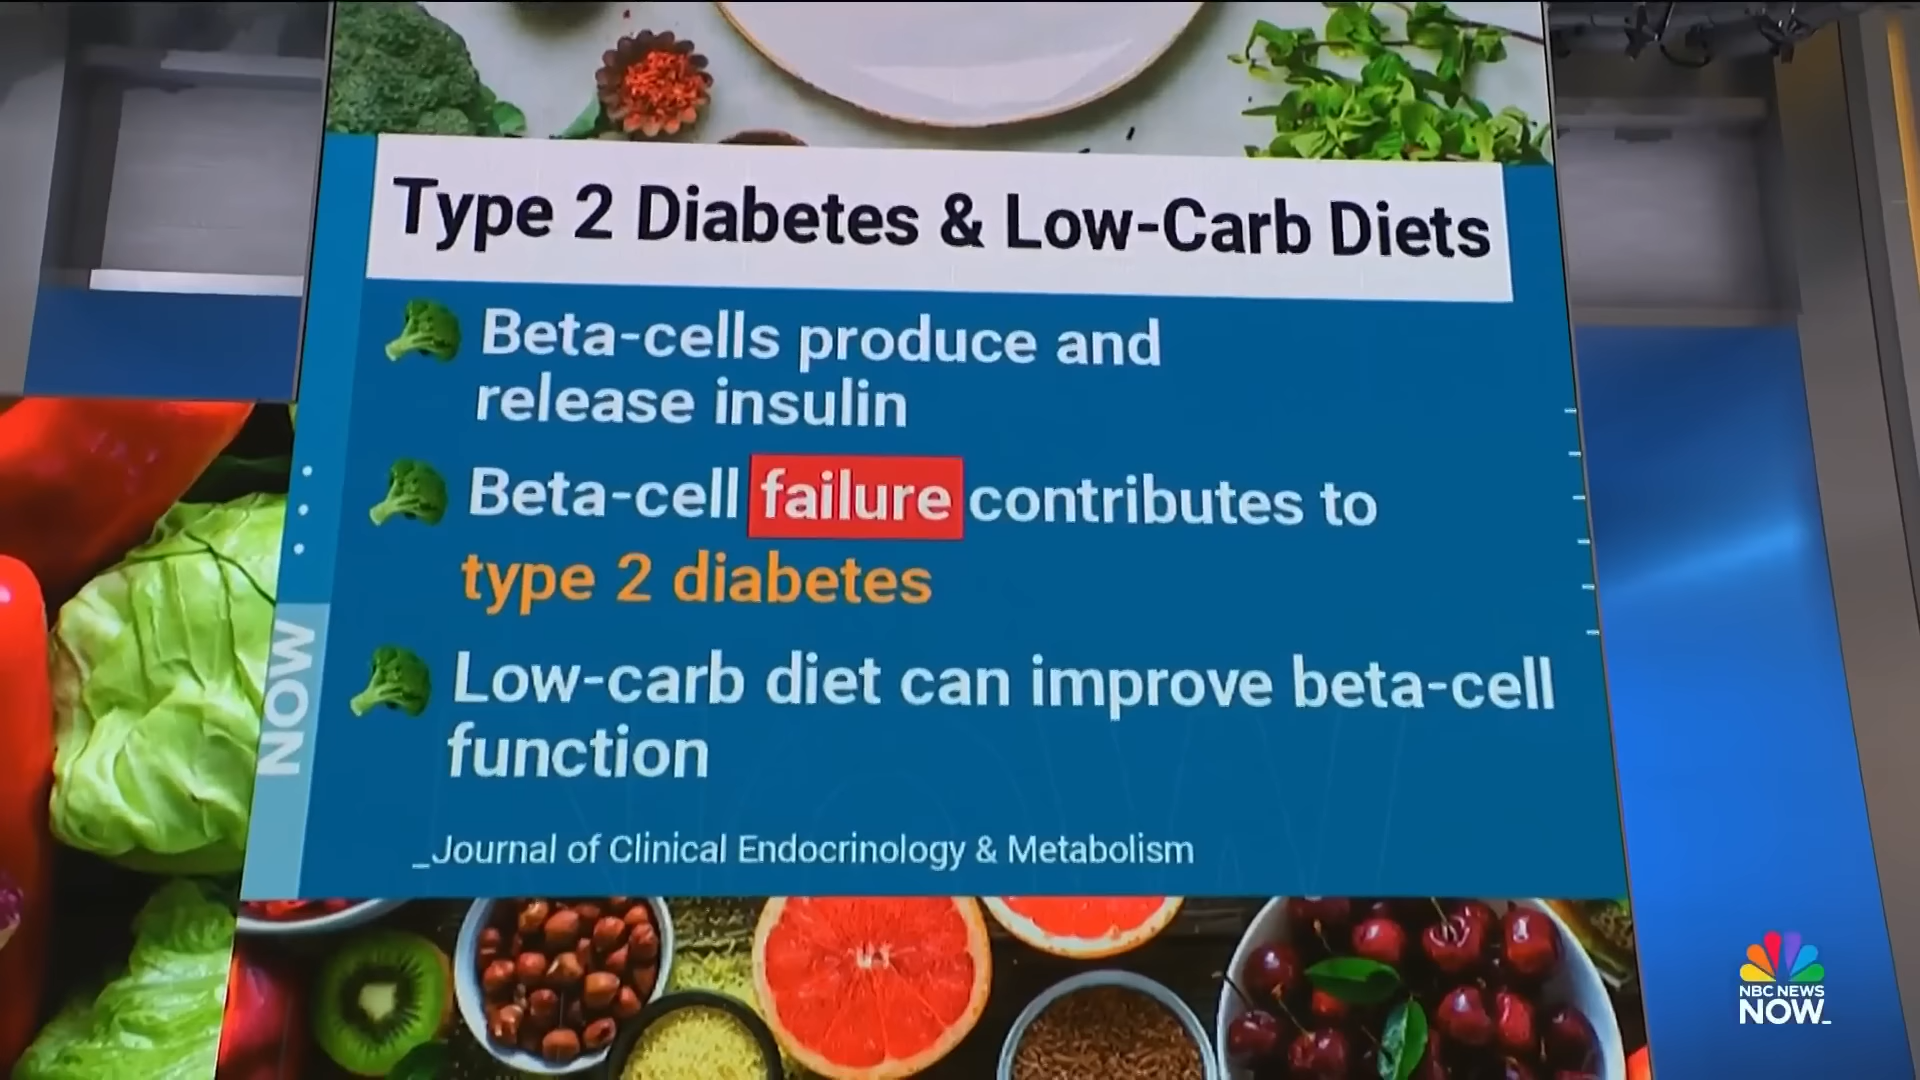 Type 2 Diabetes & Low-Carb Diets
Beta-cells produce and
release insulin
Beta-cell failure contributes to
type 2 diabetes
Low-carb diet can improve beta-cell
function
_Journal of Clinical Endocrinology & Metabolism
NOW
NBC NEWS
NOW_